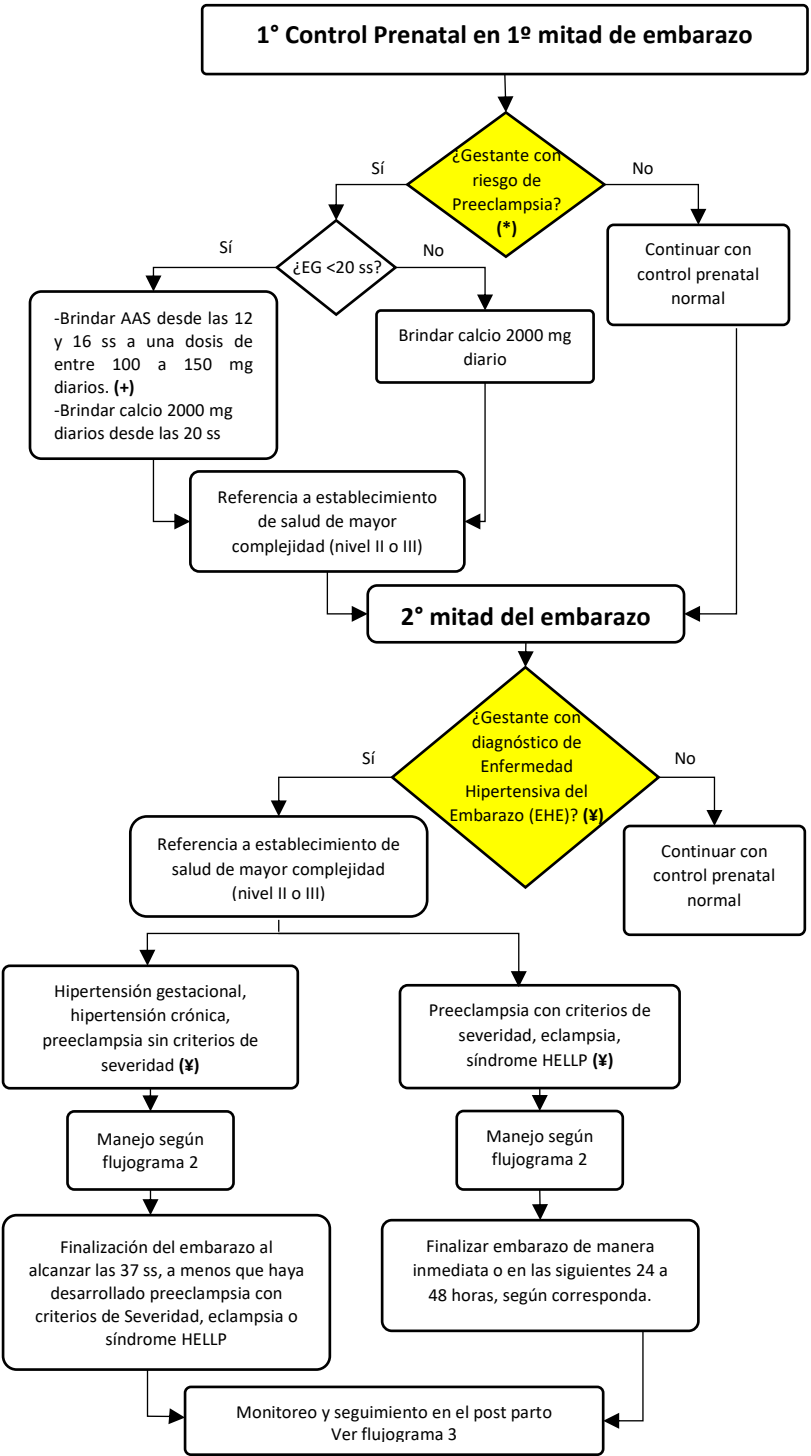 1° Control Prenatal en 1º mitad de embarazo
¿Gestante con
riesgo de
Preeclampsia?
(*)
Sí
No
¿EG <20 ss?
Sí
No
Continuar con
control prenatal
normal
-Brindar AAS desde las 12
y 16 ss a una dosis de
entre 100 a 150 mg
diarios. (+)
-Brindar calcio 2000 mg
diarios desde las 20 ss
Brindar calcio 2000 mg
diario
Referencia a establecimiento
de salud de mayor
complejidad (nivel II o III)
2° mitad del embarazo
¿Gestante con
diagnóstico de
Enfermedad
Hipertensiva del
Embarazo (EHE)? (¥)
Sí
No
Referencia a establecimiento de
salud de mayor complejidad
(nivel II o III)
Continuar con
control prenatal
normal
Hipertensión gestacional,
hipertensión crónica,
preeclampsia sin criterios de
severidad (¥)
Preeclampsia con criterios de
severidad, eclampsia,
síndrome HELLP (¥)
Manejo según
flujograma 2
Manejo según
flujograma 2
Finalización del embarazo al
alcanzar las 37 ss, a menos que haya
desarrollado preeclampsia con
criterios de Severidad, eclampsia o
síndrome HELLP
Finalizar embarazo de manera
inmediata o en las siguientes 24 a
48 horas, según corresponda.
Monitoreo y seguimiento en el post parto
Ver flujograma 3